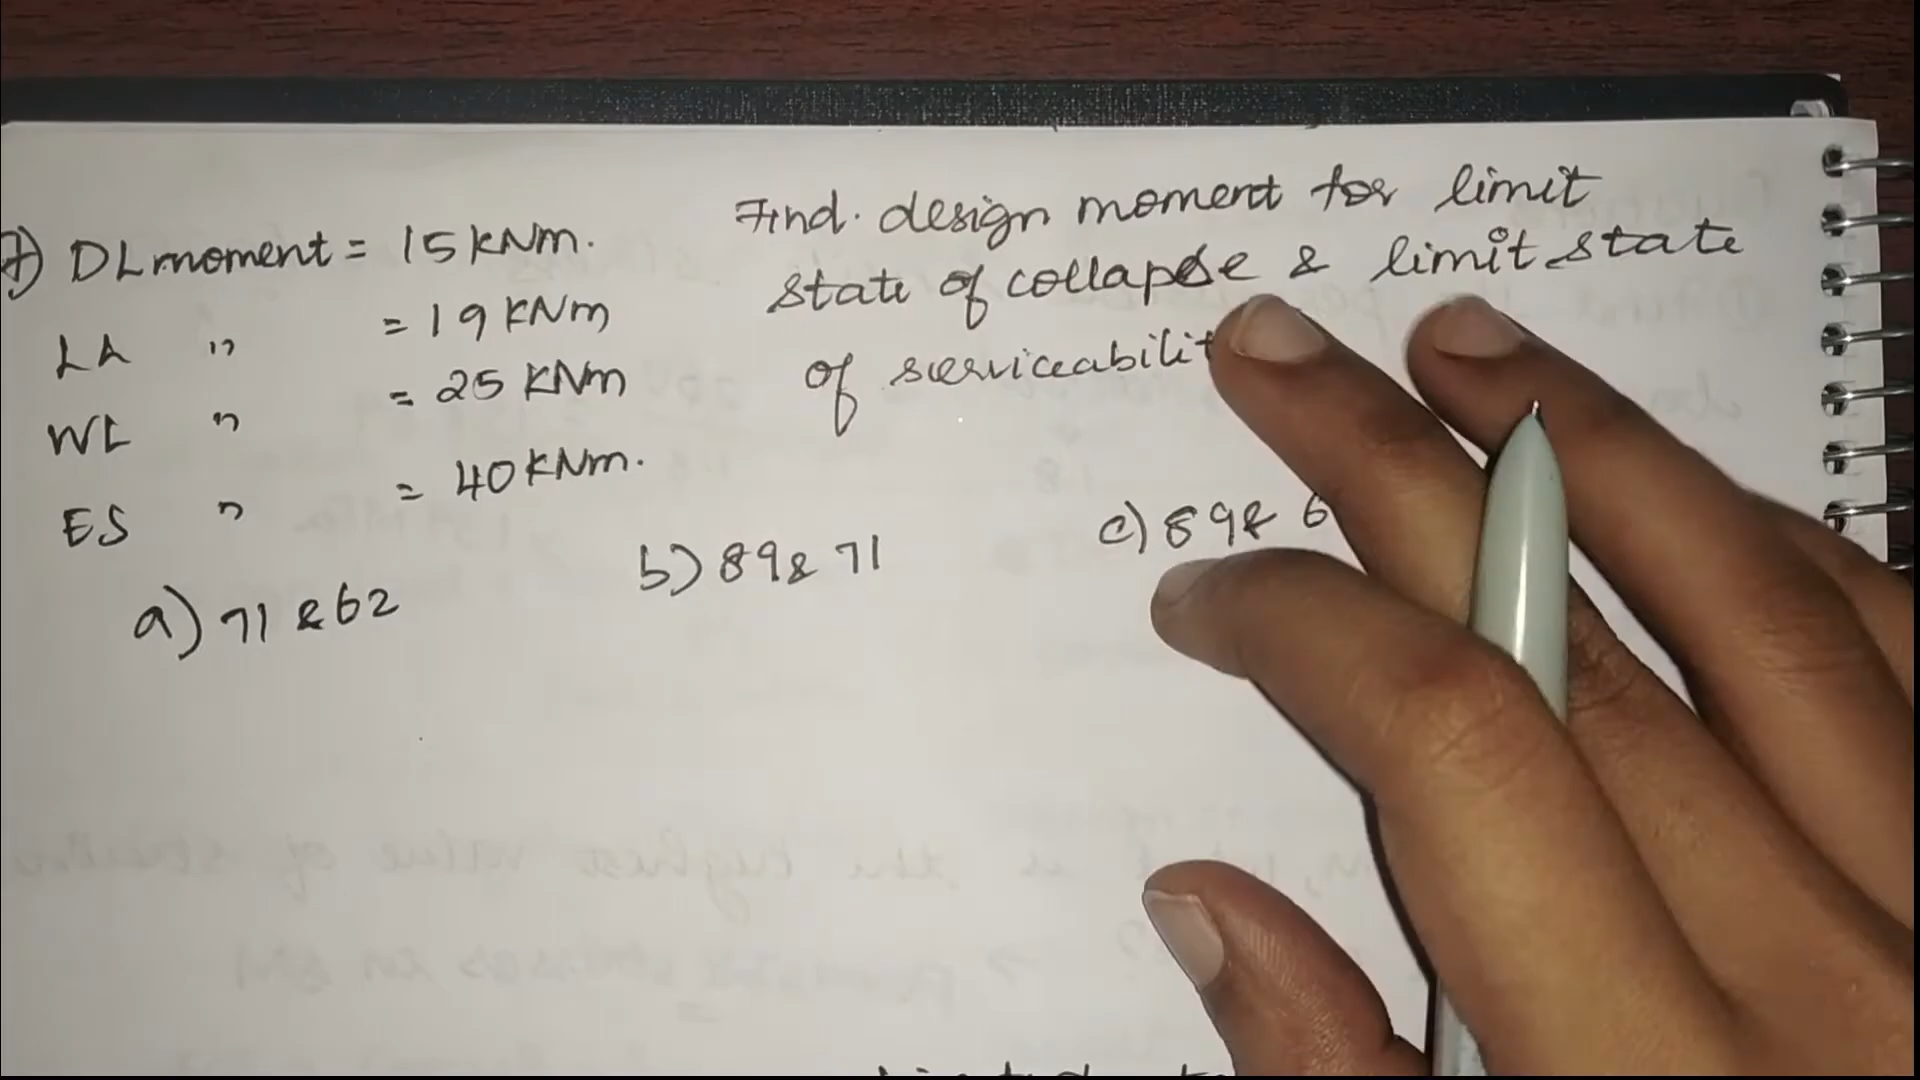 7) DL moment = 15 kNm.
LL " = 19 KNm
WL " = 25 KNm
ES " = 40 KNm.
Find. design moment for limit
state of collapse & limit state
of serviceabilit
a) 71 & 62
b) 89 & 71
c) 89 & 6